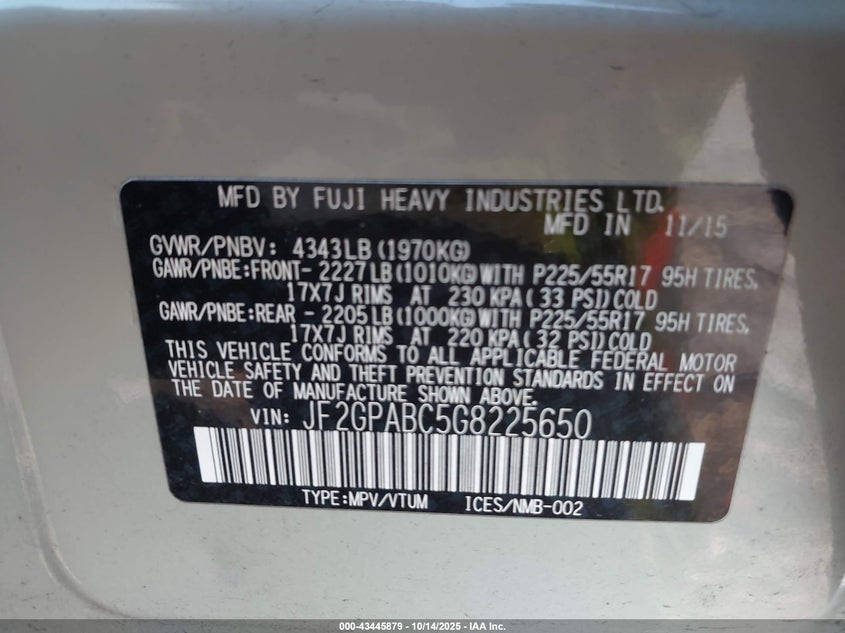 MFD BY FUJI HEAVY INDUSTRIES LTD.
MFD IN 11/15
GVWR/PNBV: 4343LB(1970KG)
GAWR/PNBE:FRONT- 2227LB(1010KG)WITH P225/55R17 95H TIRES,
17X7J RIMS AT 230 KPA(33 PSI)COLD
GAWR/PNBE:REAR - 2205LB(1000KG)WITH P225/55R17 95H TIRES,
17X7J RIMS AT 220 KPA(32 PSI)COLD
THIS VEHICLE CONFORMS TO ALL APPLICABLE FEDERAL MOTOR
VEHICLE SAFETY AND THEFT PREVENTION STANDARDS IN EFFECT ON
THE DATE OF MANUFACTURE SHOWN ABOVE.
VIN: JF2GPABC5G8225650
TYPE:MPV/VTUM ICES/NMB-002
000-43445879 - 10/14/2025 - IAA Inc.